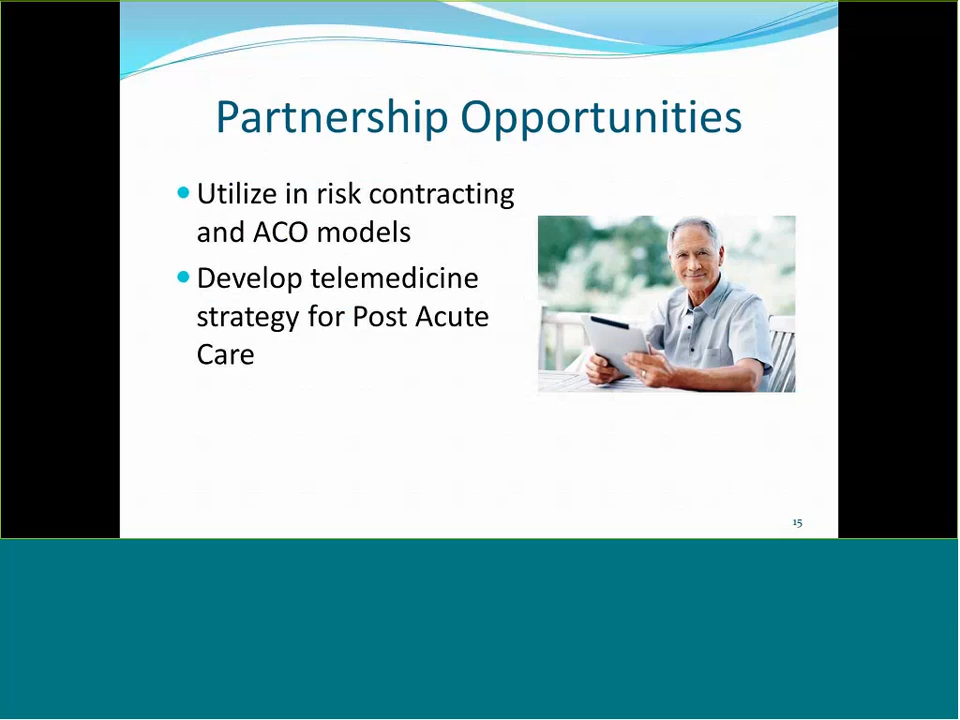 Partnership Opportunities
Utilize in risk contracting
and ACO models
Develop telemedicine
strategy for Post Acute
Care
15